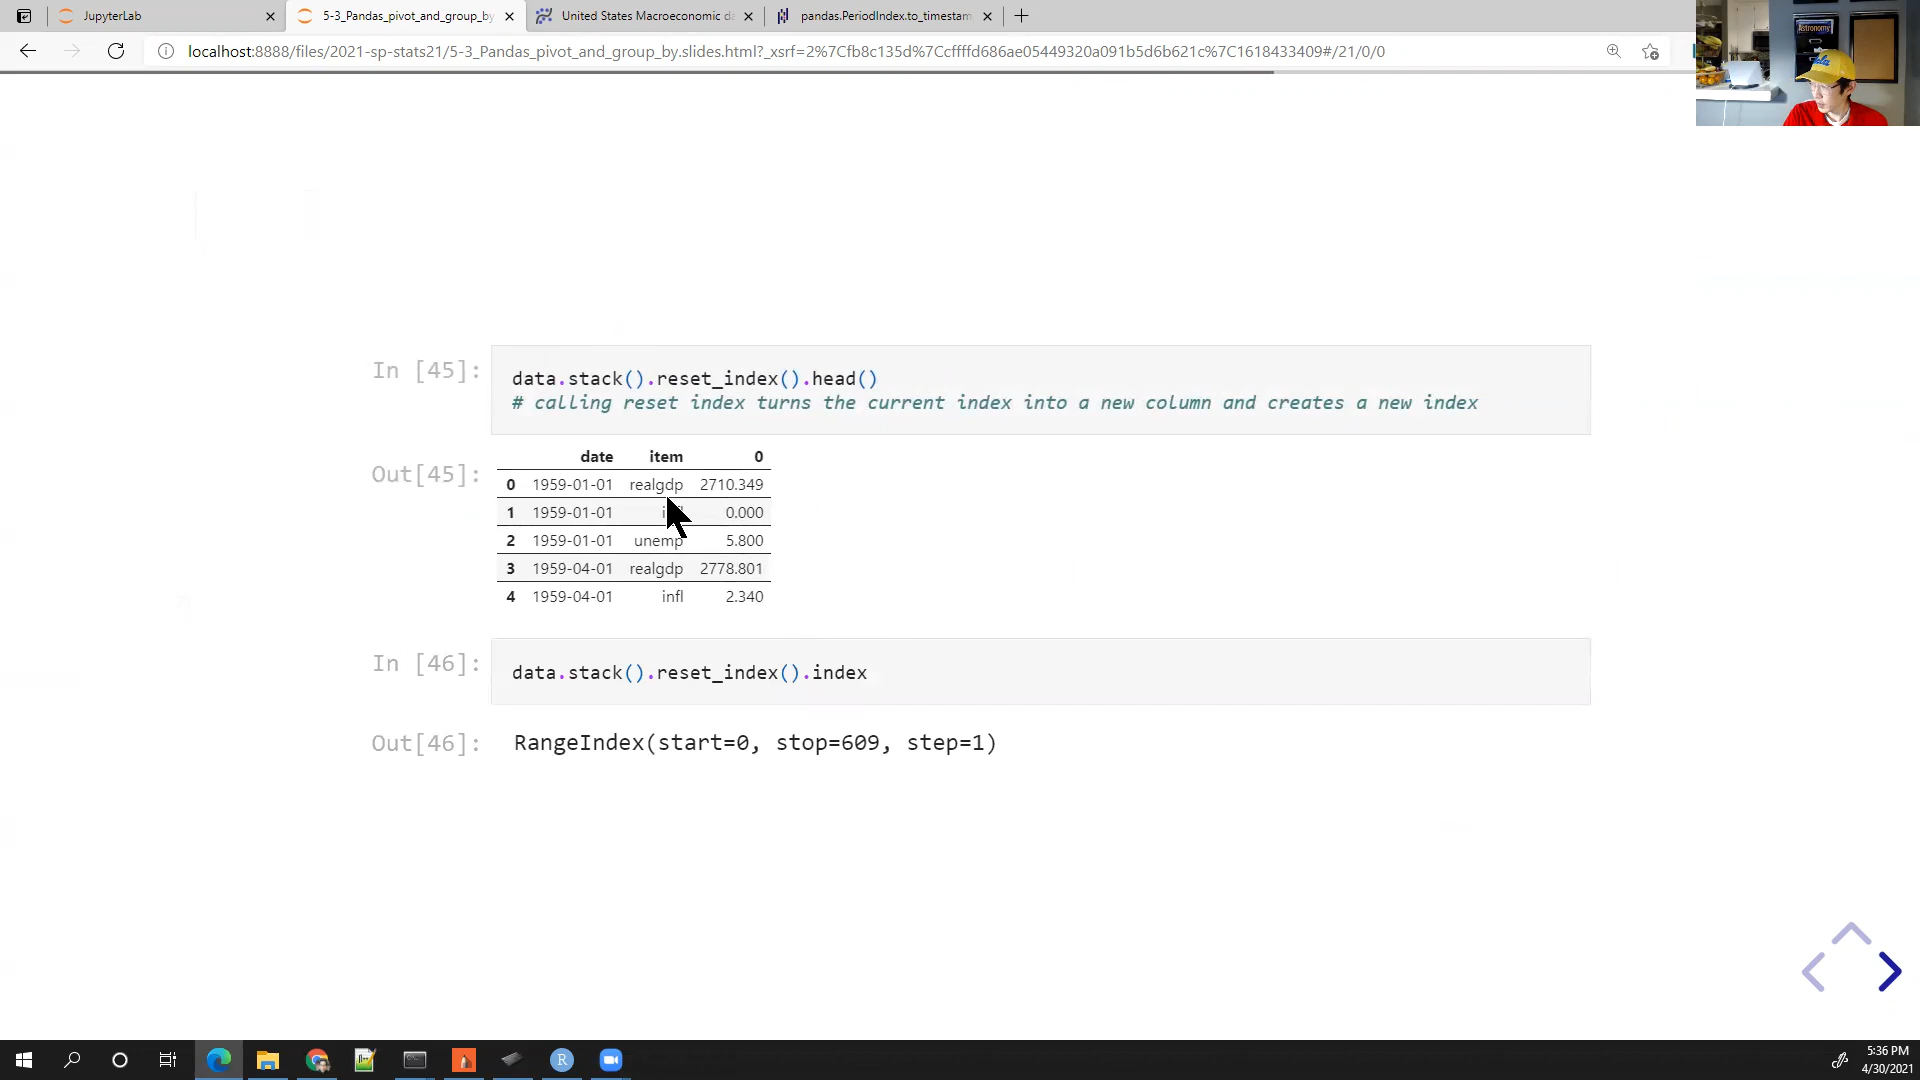 JupyterLab
5-3_Pandas_pivot_and_group_by
United States Macroeconomic d
pandas.PeriodIndex.to_timestam
localhost:8888/files/2021-sp-stats21/5-3_Pandas_pivot_and_group_by.slides.html?_xsrf=2%7Cfb8c135d%7Ccffffd686ae05449320a091b5d6b621c%7C1618433409#/21/0/0
Astronomy
In [45]:
data.stack().reset_index().head()
# calling reset index turns the current index into a new column and creates a new index
Out[45]:
date item 0
0 1959-01-01 realgdp 2710.349
1 1959-01-01 0.000
2 1959-01-01 unemp 5.800
3 1959-04-01 realgdp 2778.801
4 1959-04-01 infl 2.340
In [46]:
data.stack().reset_index().index
Out[46]:
RangeIndex(start=0, stop=609, step=1)
R
5:36 PM
4/30/2021